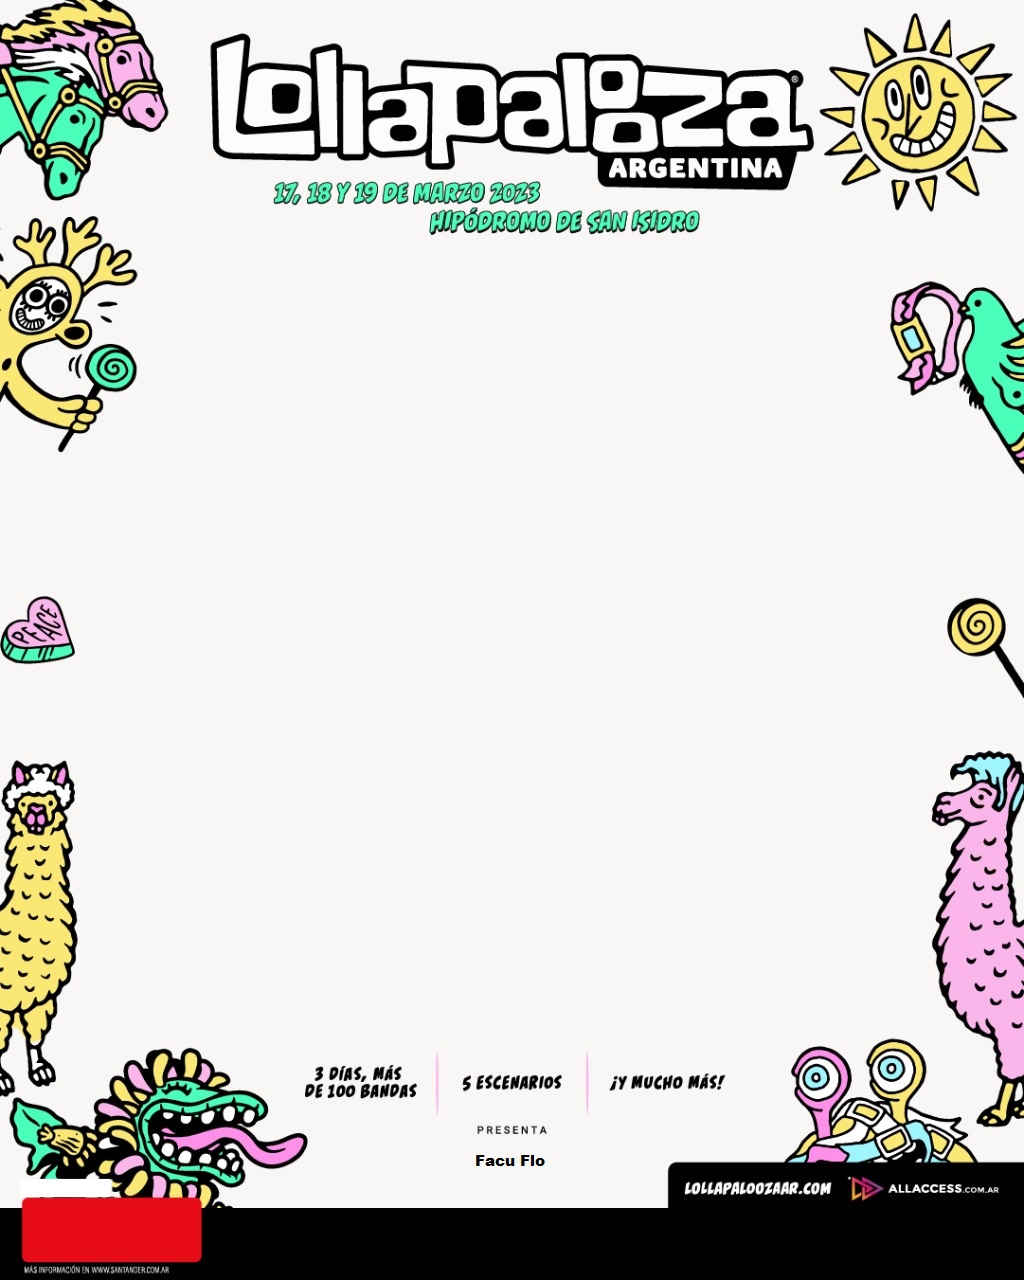 Lollapalooza®
ARGENTINA
17, 18 Y 19 DE MARZO 2023
HIPÓDROMO DE SAN ISIDRO
PEACE
3 DÍAS, MÁS
DE 100 BANDAS
5 ESCENARIOS
¡Y MUCHO MÁS!
PRESENTA
Facu Flo
LOLLAPALOOZAAR.COM
ALLACCESS.COM.AR
MÁS INFORMACIÓN EN WWW.SANTANDER.COM.AR